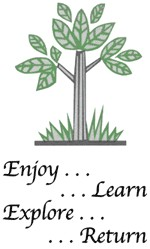 Enjoy . . .
. . . Learn
Explore . . .
. . . Return